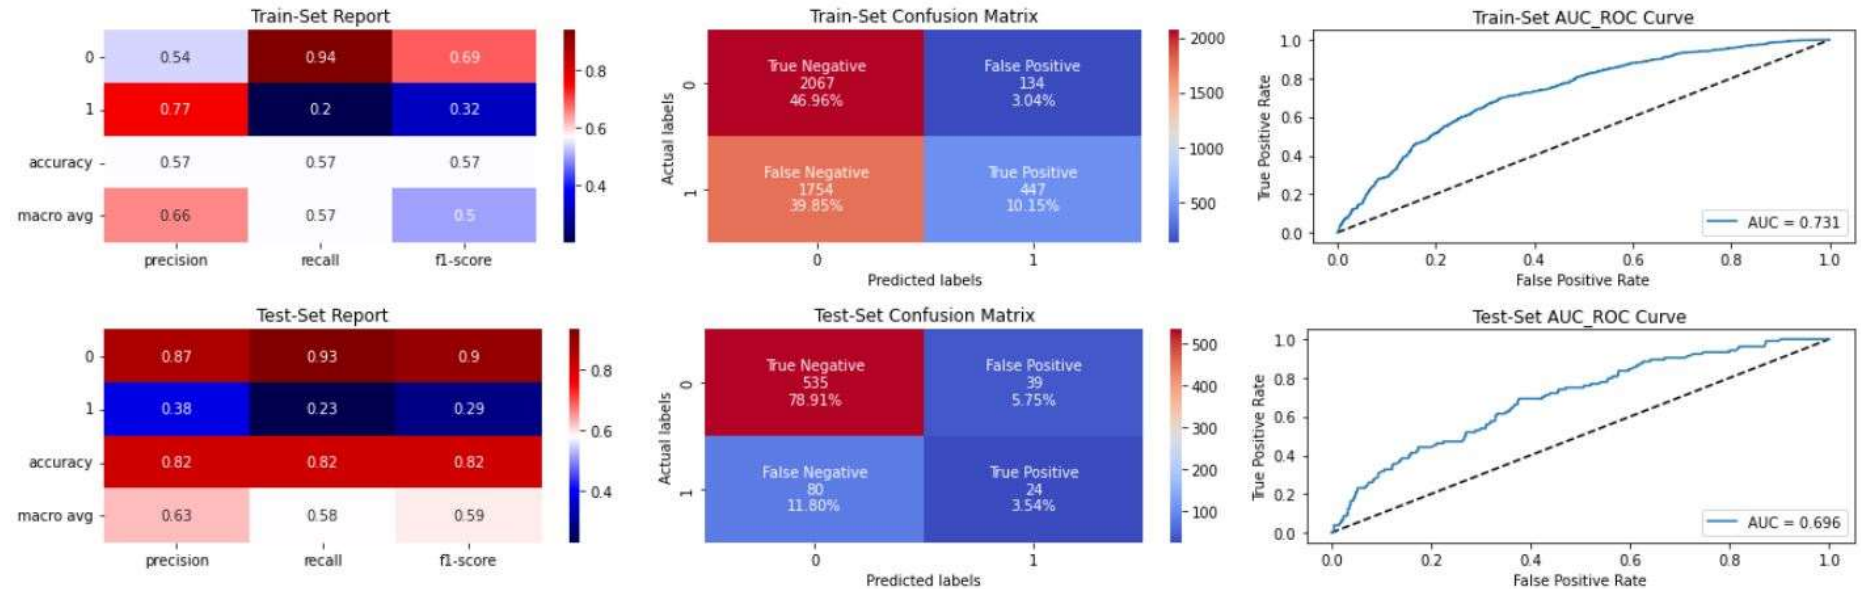 Train-Set Report
0
0.54 0.94 0.69
0.8
1
0.77 0.2 0.32
0.6
accuracy
0.57 0.57 0.57
0.4
macro avg
0.66 0.57 0.5
precision recall f1-score
Train-Set Confusion Matrix
Actual labels
0
True Negative
2067
46.96%
False Positive
134
3.04%
1
False Negative
1754
39.85%
True Positive
447
10.15%
2000
1500
1000
500
0 1
Predicted labels
Train-Set AUC_ROC Curve
True Positive Rate
1.0
0.8
0.6
0.4
0.2
0.0
AUC = 0.731
0.0 0.2 0.4 0.6 0.8 1.0
False Positive Rate
Test-Set Report
0
0.87 0.93 0.9
0.8
1
0.38 0.23 0.29
0.6
accuracy
0.82 0.82 0.82
0.4
macro avg
0.63 0.58 0.59
precision recall f1-score
Test-Set Confusion Matrix
Actual labels
0
True Negative
535
78.91%
False Positive
39
5.75%
1
False Negative
80
11.80%
True Positive
24
3.54%
500
400
300
200
100
0 1
Predicted labels
Test-Set AUC_ROC Curve
True Positive Rate
1.0
0.8
0.6
0.4
0.2
0.0
AUC = 0.696
0.0 0.2 0.4 0.6 0.8 1.0
False Positive Rate